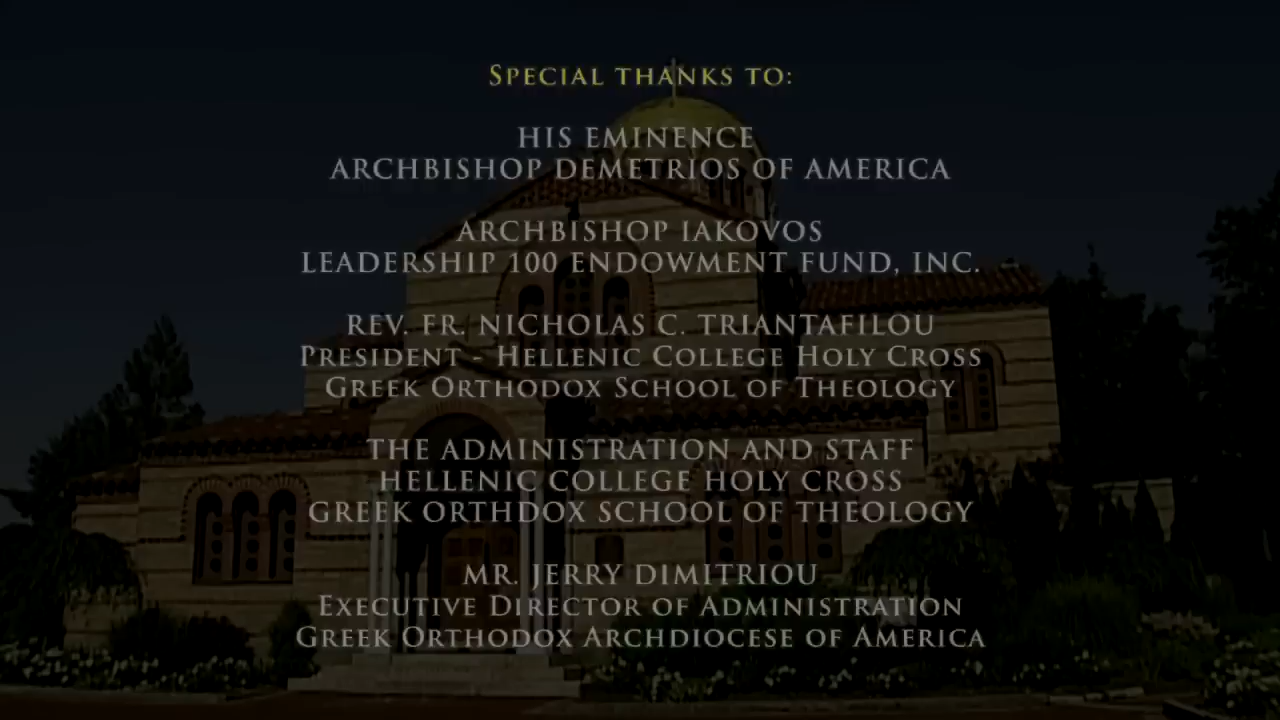 SPECIAL THANKS TO:
HIS EMINENCE
ARCHBISHOP DEMETRIOS OF AMERICA
ARCHBISHOP IAKOVOS
LEADERSHIP 100 ENDOWMENT FUND, INC.
REV. FR. NICHOLAS C. TRIANTAFILOU
PRESIDENT - HELLENIC COLLEGE HOLY CROSS
GREEK ORTHODOX SCHOOL OF THEOLOGY
THE ADMINISTRATION AND STAFF
HELLENIC COLLEGE HOLY CROSS
GREEK ORTHDOX SCHOOL OF THEOLOGY
MR. JERRY DIMITRIOU
EXECUTIVE DIRECTOR OF ADMINISTRATION
GREEK ORTHODOX ARCHDIOCESE OF AMERICA